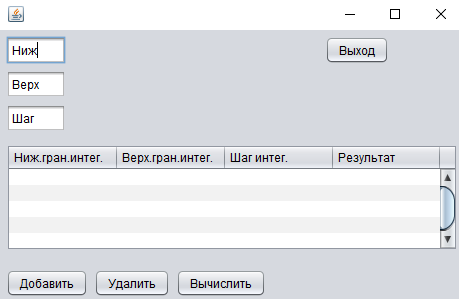 Ниж Выход
Верх
Шаг
Ниж.гран.интег. Верх.гран.интег. Шаг интег. Результат
Добавить Удалить Вычислить